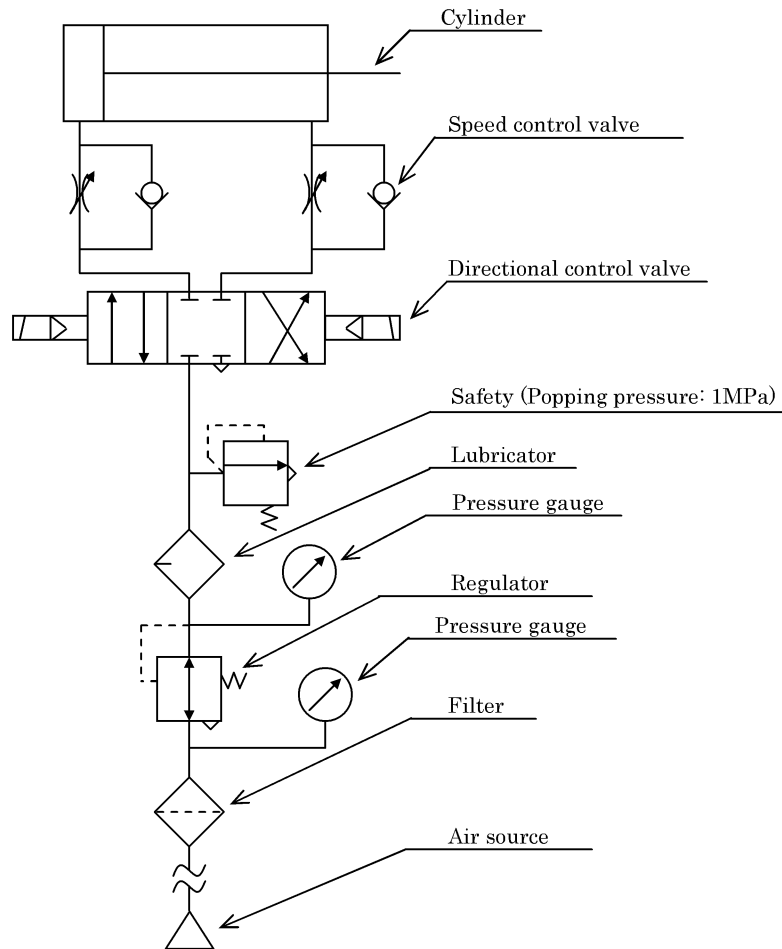 Cylinder
Speed control valve
Directional control valve
Safety (Popping pressure: 1MPa)
Lubricator
Pressure gauge
Regulator
Pressure gauge
Filter
Air source